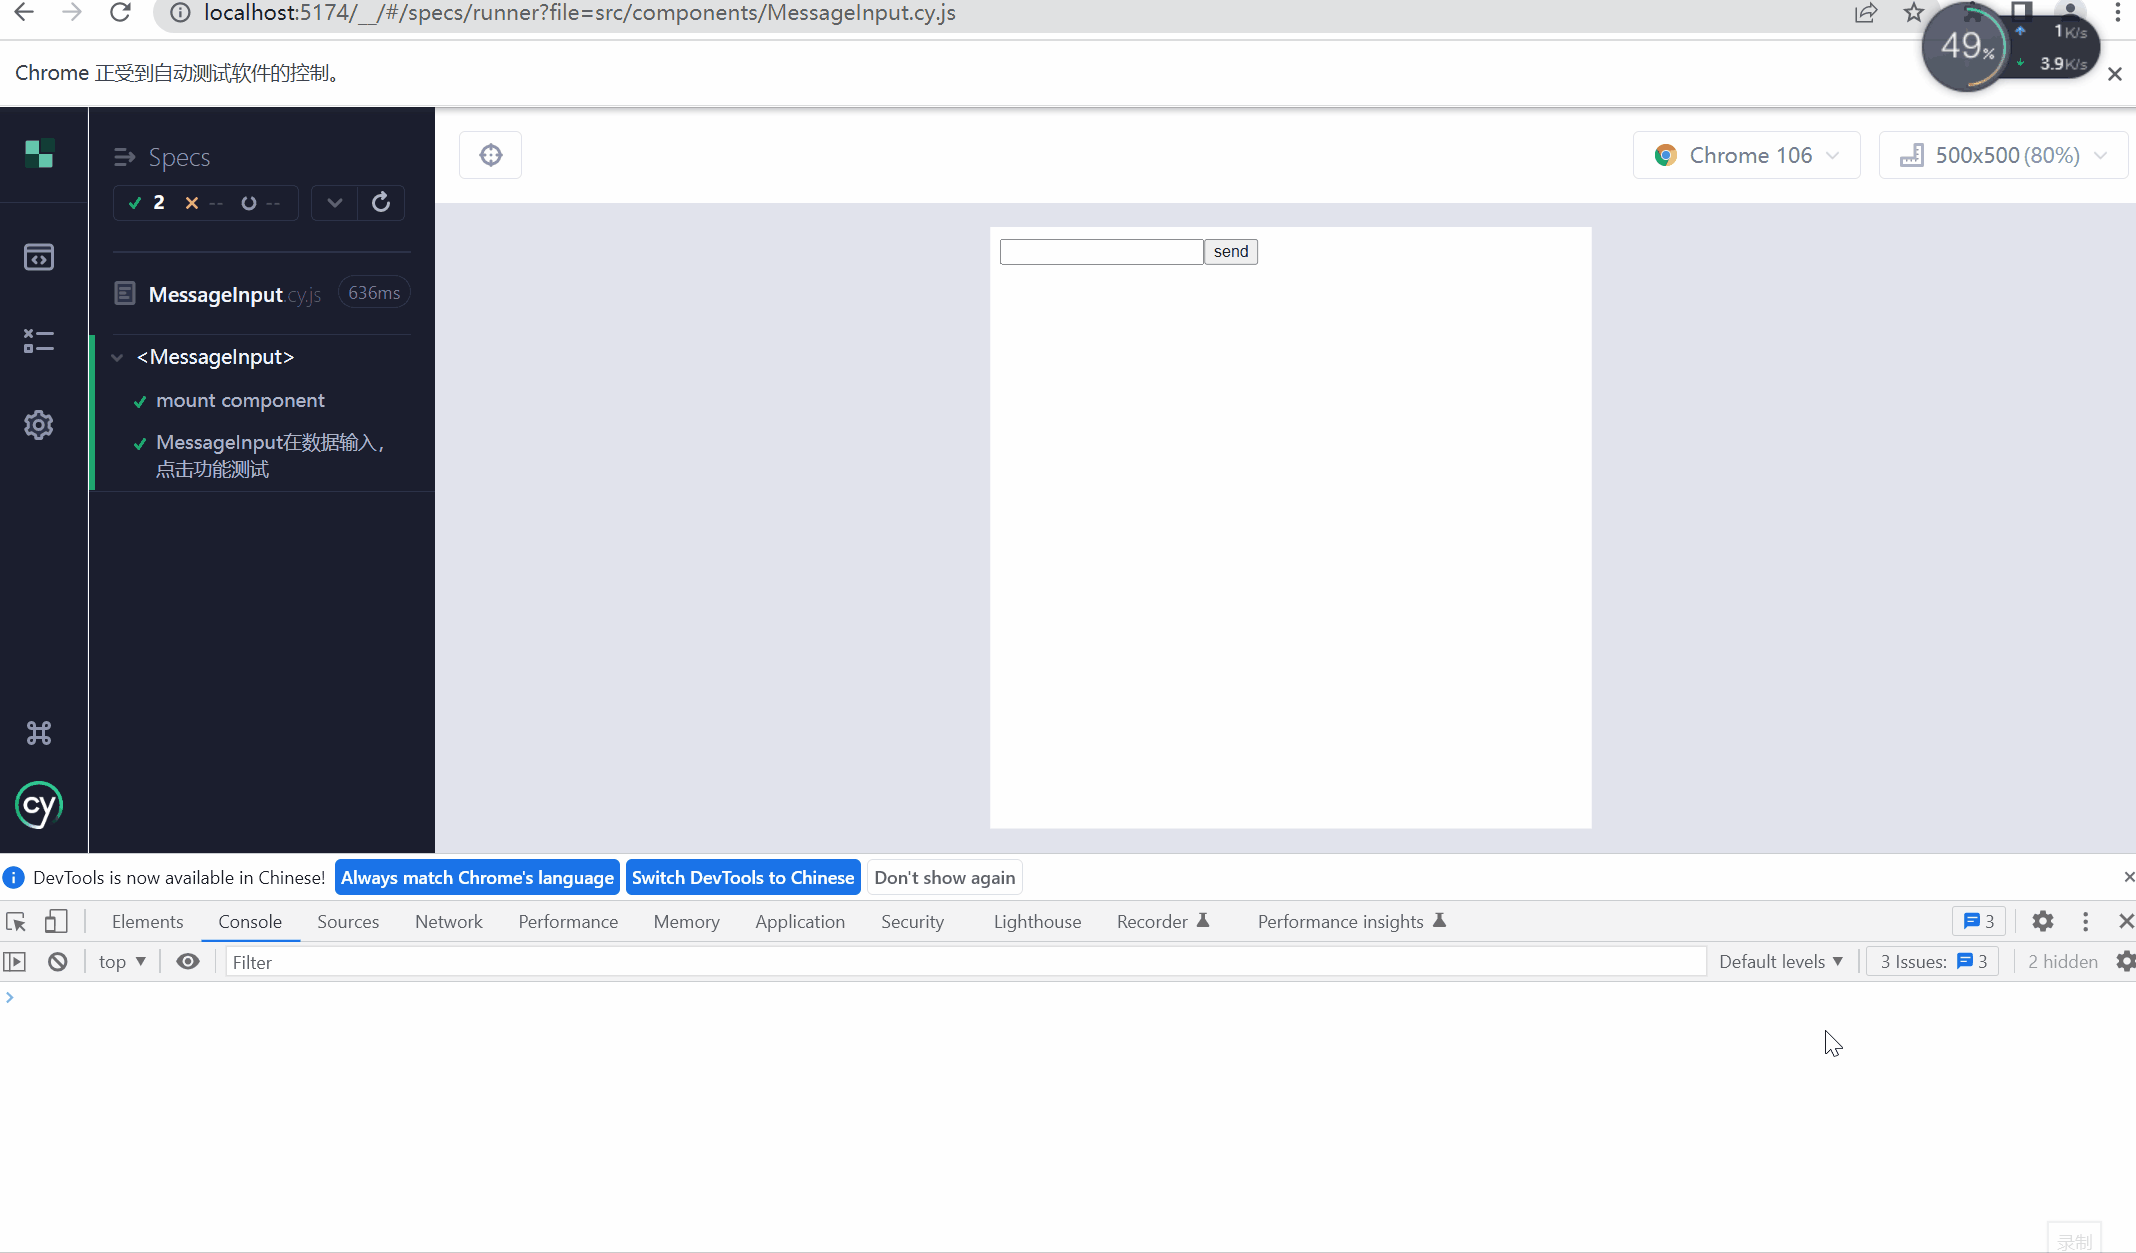 localhost:5174/__/#/specs/runner?file=src/components/MessageInput.cy.js
49%
1K/s
3.9K/s
Chrome 正受到自动测试软件的控制。
Specs
2 -- --
Chrome 106
500x500 (80%)
MessageInput.cy.js 636ms
<MessageInput>
mount component
MessageInput在数据输入，
点击功能测试
send
cy
DevTools is now available in Chinese! Always match Chrome's language Switch DevTools to Chinese Don't show again
Elements Console Sources Network Performance Memory Application Security Lighthouse Recorder Performance insights 3
top Filter Default levels 3 Issues: 3 2 hidden
录制